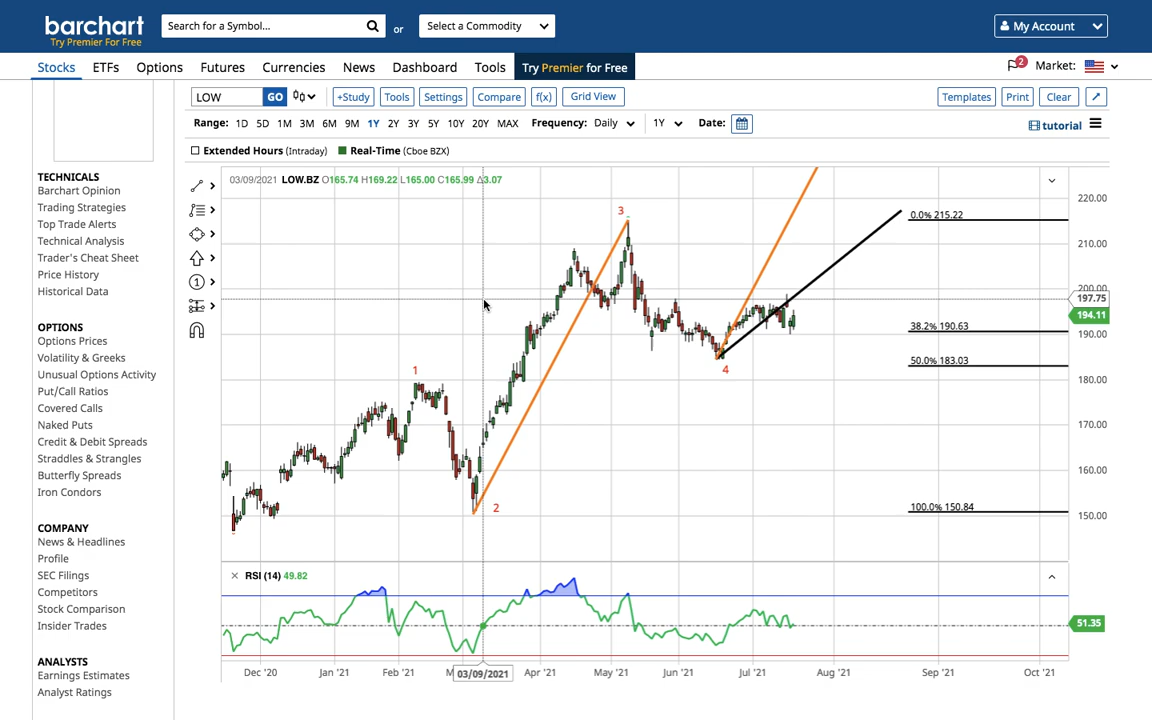 barchart
Try Premier For Free
Search for a Symbol...
or
Select a Commodity
My Account
Stocks ETFs Options Futures Currencies News Dashboard Tools Try Premier for Free
2 Market:
LOW GO +Study Tools Settings Compare f(x) Grid View Templates Print Clear
Range: 1D 5D 1M 3M 6M 9M 1Y 2Y 3Y 5Y 10Y 20Y MAX Frequency: Daily 1Y Date:
tutorial
Extended Hours (Intraday) Real-Time (Cboe BZX)
03/09/2021 LOW.BZ O165.74 H169.22 L165.00 C165.99 Δ3.07
TECHNICALS
Barchart Opinion
Trading Strategies
Top Trade Alerts
Technical Analysis
Trader's Cheat Sheet
Price History
Historical Data
OPTIONS
Options Prices
Volatility & Greeks
Unusual Options Activity
Put/Call Ratios
Covered Calls
Naked Puts
Credit & Debit Spreads
Straddles & Strangles
Butterfly Spreads
Iron Condors
COMPANY
News & Headlines
Profile
SEC Filings
Competitors
Stock Comparison
Insider Trades
ANALYSTS
Earnings Estimates
Analyst Ratings
1
1
2
3
4
0.0% 215.22
38.2% 190.63
50.0% 183.03
100.0% 150.84
220.00
210.00
200.00
197.75
194.11
190.00
180.00
170.00
160.00
150.00
RSI (14) 49.82
51.35
Dec '20 Jan '21 Feb '21 M 03/09/2021 Apr '21 May '21 Jun '21 Jul '21 Aug '21 Sep '21 Oct '21